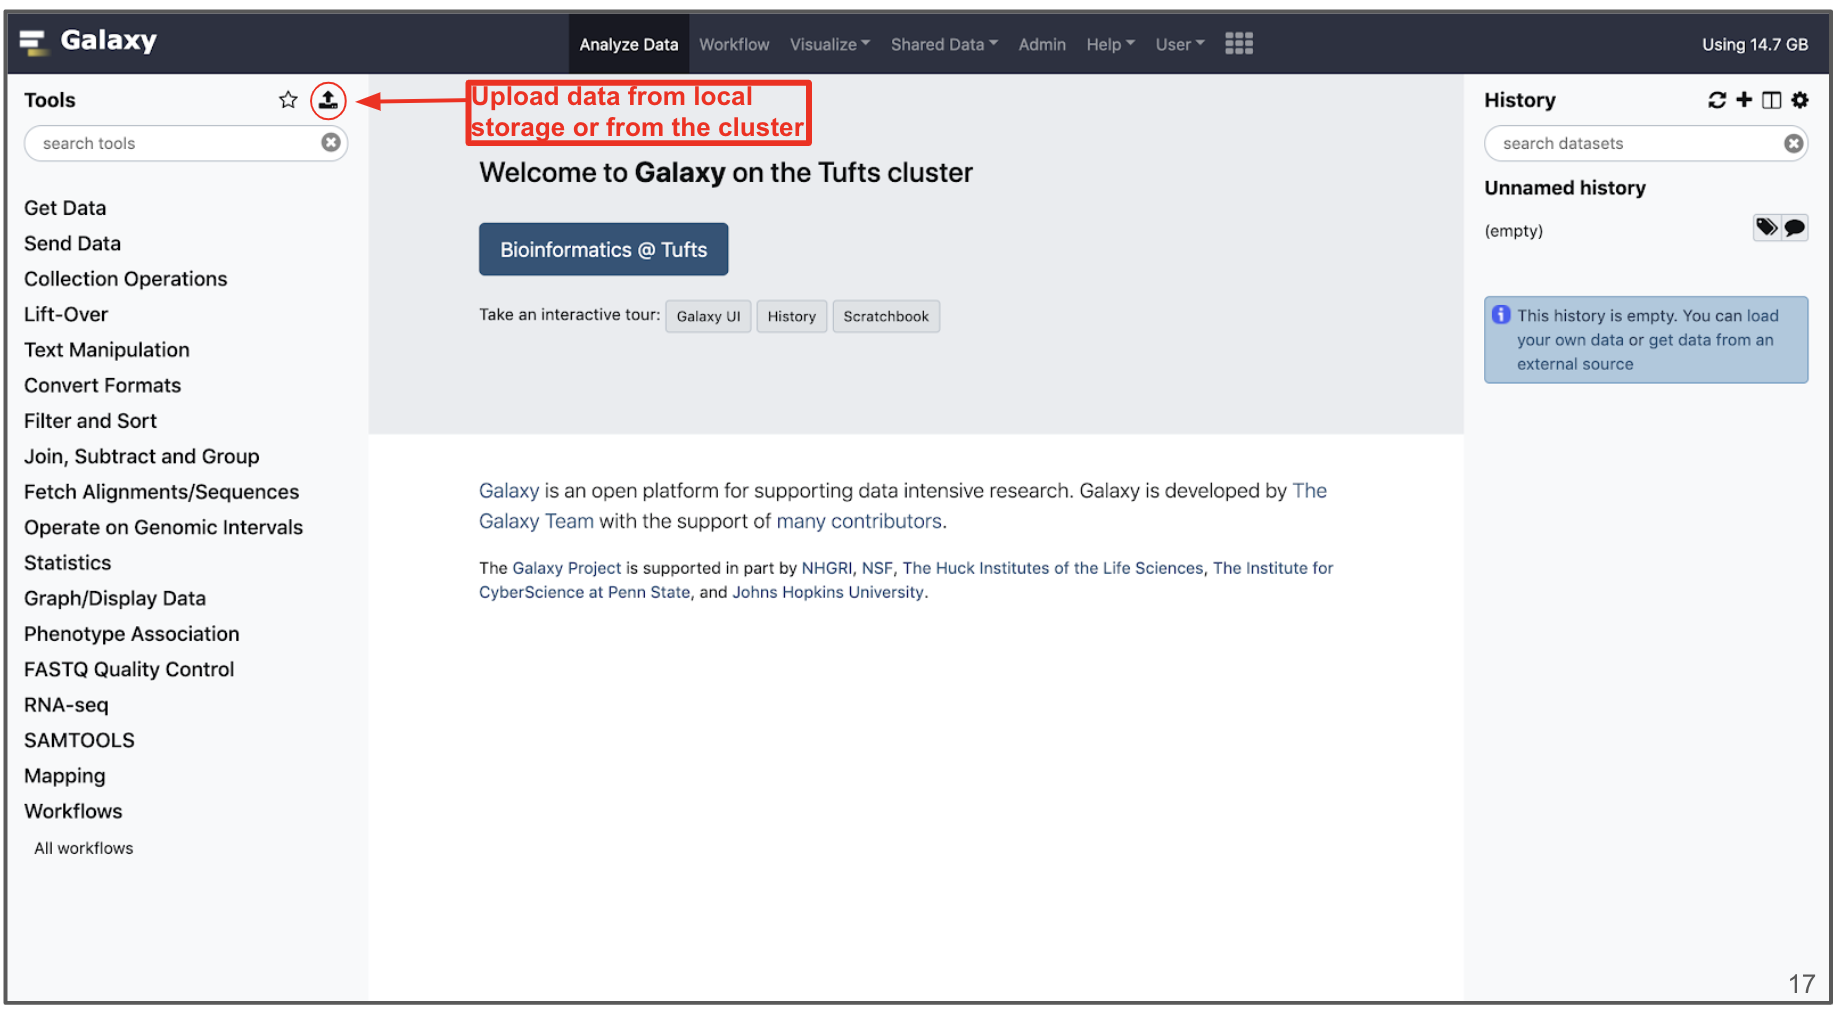 Galaxy
Analyze Data Workflow Visualize Shared Data Admin Help User
Using 14.7 GB
Tools
search tools
Get Data
Send Data
Collection Operations
Lift-Over
Text Manipulation
Convert Formats
Filter and Sort
Join, Subtract and Group
Fetch Alignments/Sequences
Operate on Genomic Intervals
Statistics
Graph/Display Data
Phenotype Association
FASTQ Quality Control
RNA-seq
SAMTOOLS
Mapping
Workflows
All workflows
Upload data from local
storage or from the cluster
Welcome to Galaxy on the Tufts cluster
Bioinformatics @ Tufts
Take an interactive tour: Galaxy UI History Scratchbook
Galaxy is an open platform for supporting data intensive research. Galaxy is developed by The
Galaxy Team with the support of many contributors.
The Galaxy Project is supported in part by NHGRI, NSF, The Huck Institutes of the Life Sciences, The Institute for
CyberScience at Penn State, and Johns Hopkins University.
History
search datasets
Unnamed history
(empty)
This history is empty. You can load
your own data or get data from an
external source
17